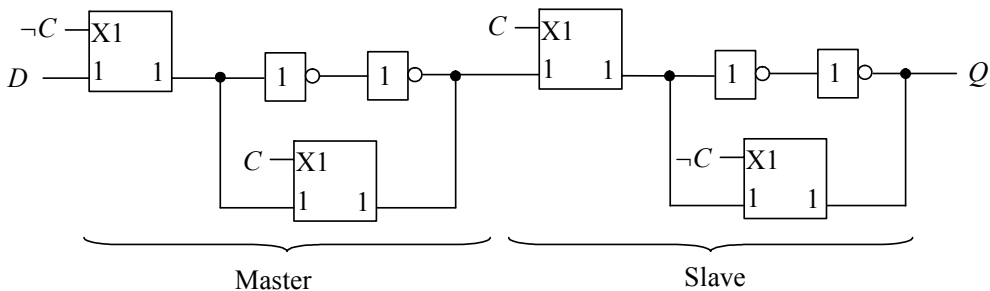 ¬C X1 C X1
D 1 1 1 1 1 1 1 1 Q
C X1 ¬C X1
1 1 1 1
Master Slave